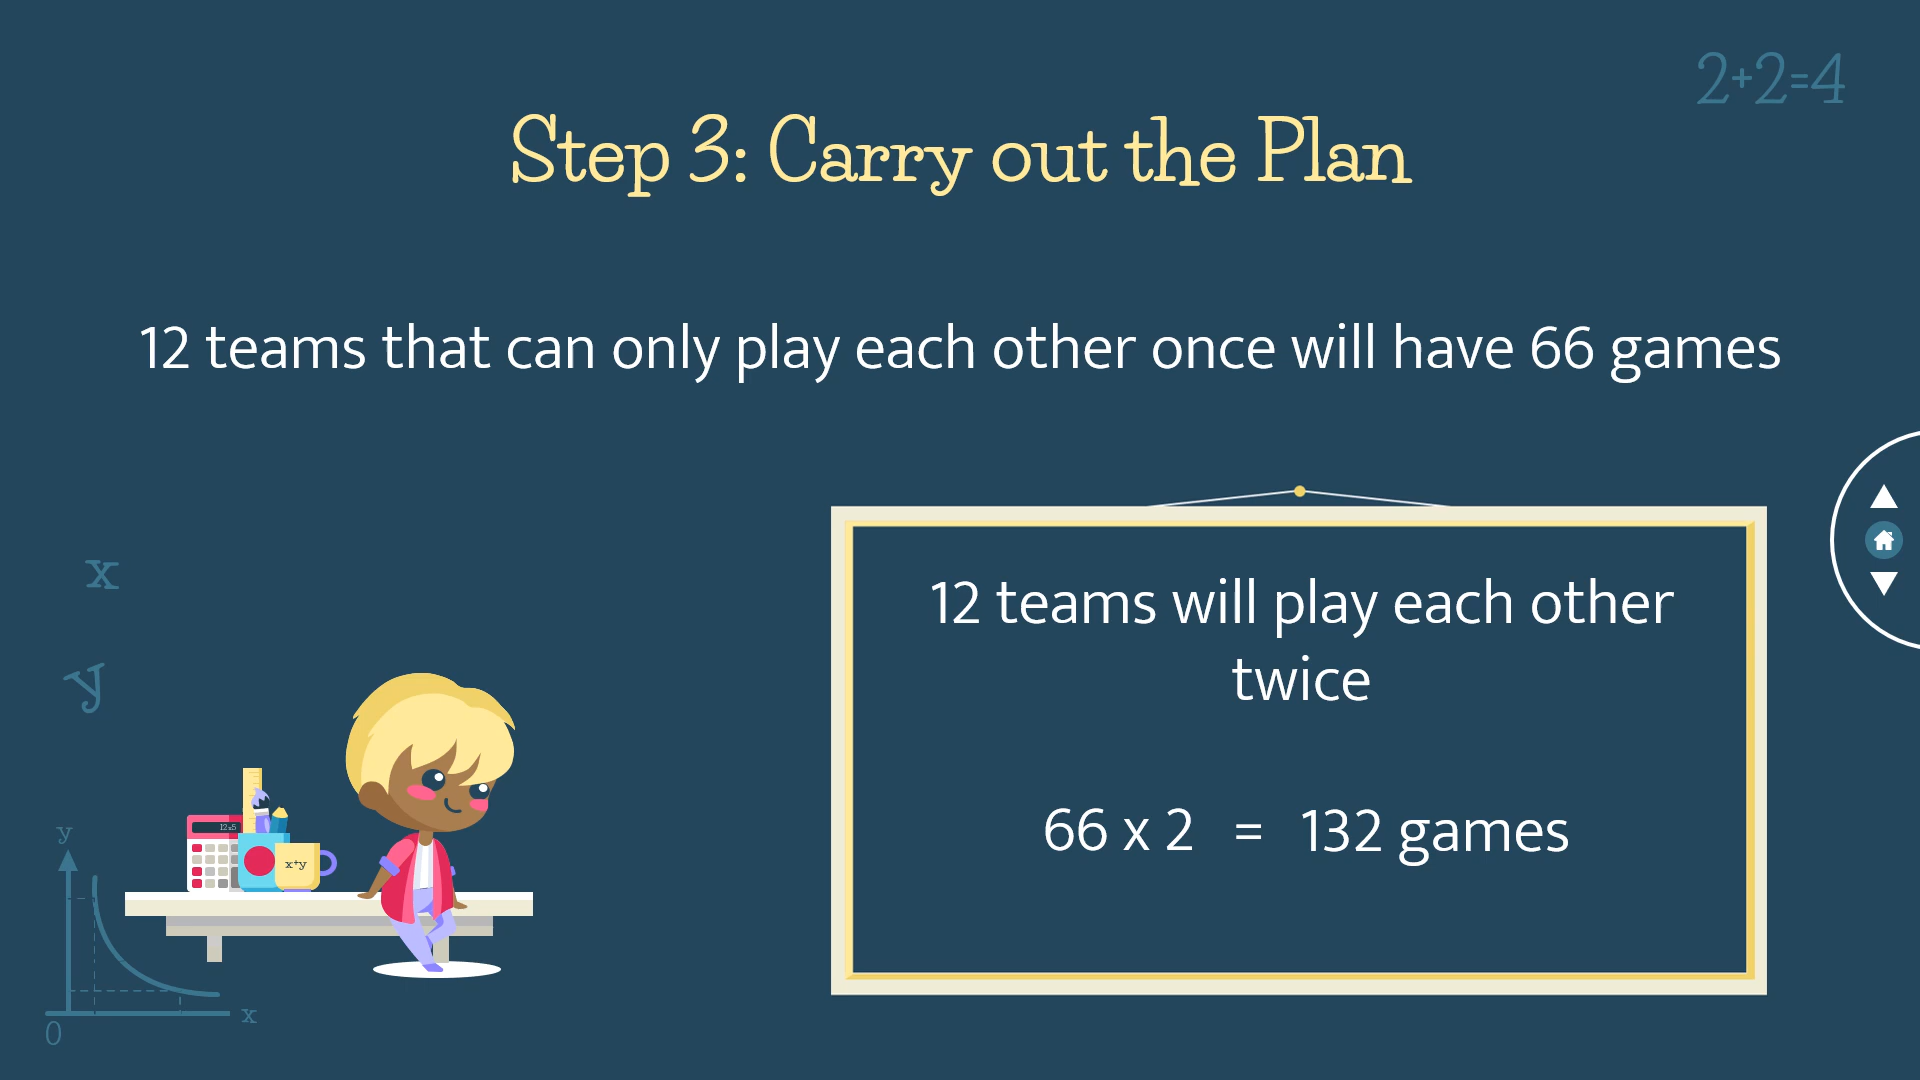 2+2=4
Step 3: Carry out the Plan
12 teams that can only play each other once will have 66 games
12 teams will play each other
twice
66 x 2 = 132 games
x
y
12x5
x+y
y
x
0